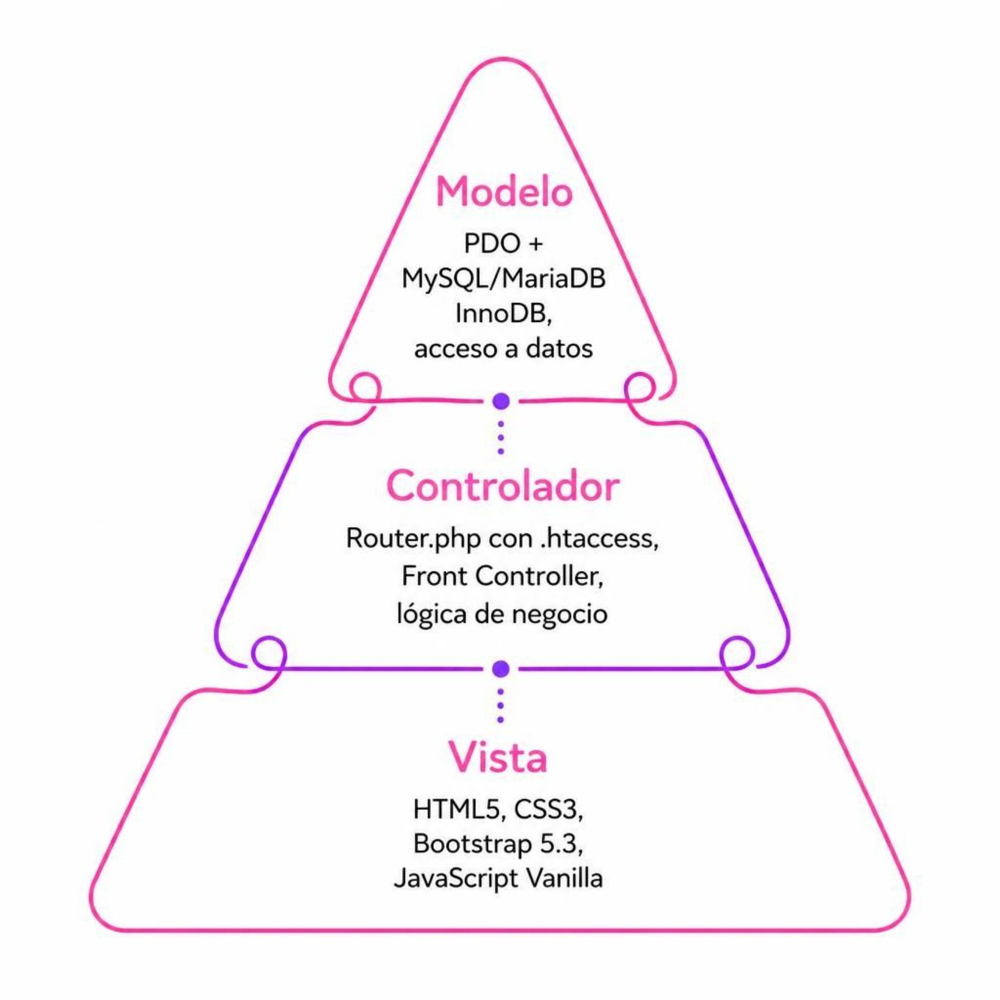 Modelo
PDO +
MySQL/MariaDB
InnoDB,
acceso a datos
Controlador
Router.php con .htaccess,
Front Controller,
lógica de negocio
Vista
HTML5, CSS3,
Bootstrap 5.3,
JavaScript Vanilla